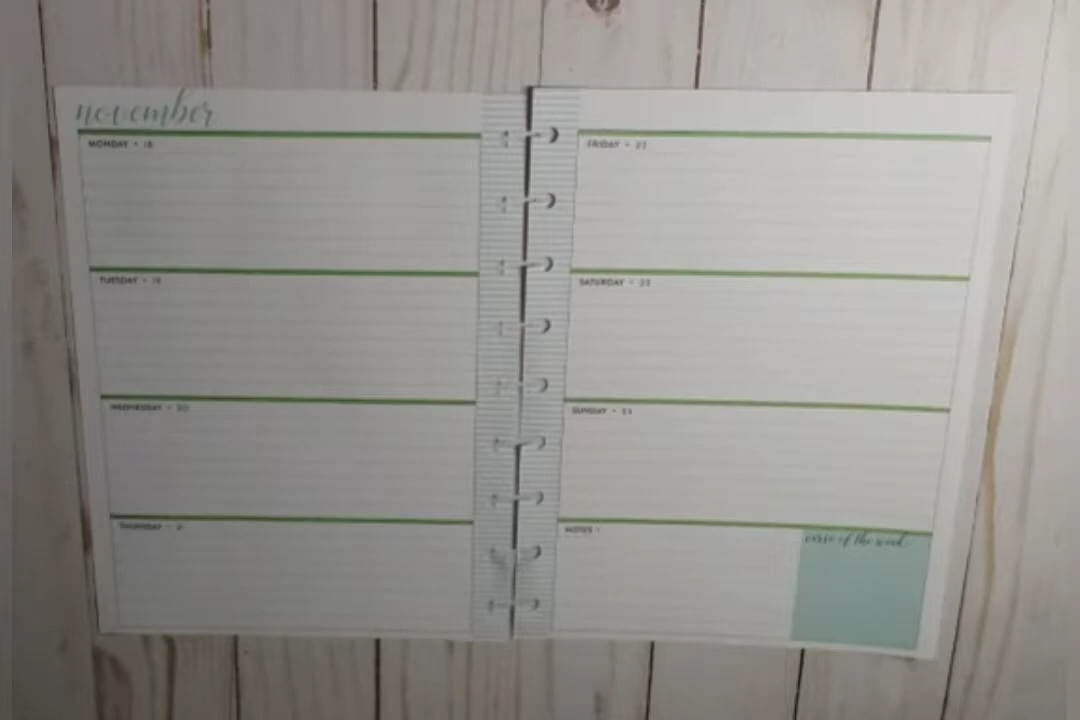 november
MONDAY • 18
TUESDAY • 19
WEDNESDAY • 20
THURSDAY • 21
FRIDAY • 22
SATURDAY • 23
SUNDAY • 24
NOTES •
verse of the week